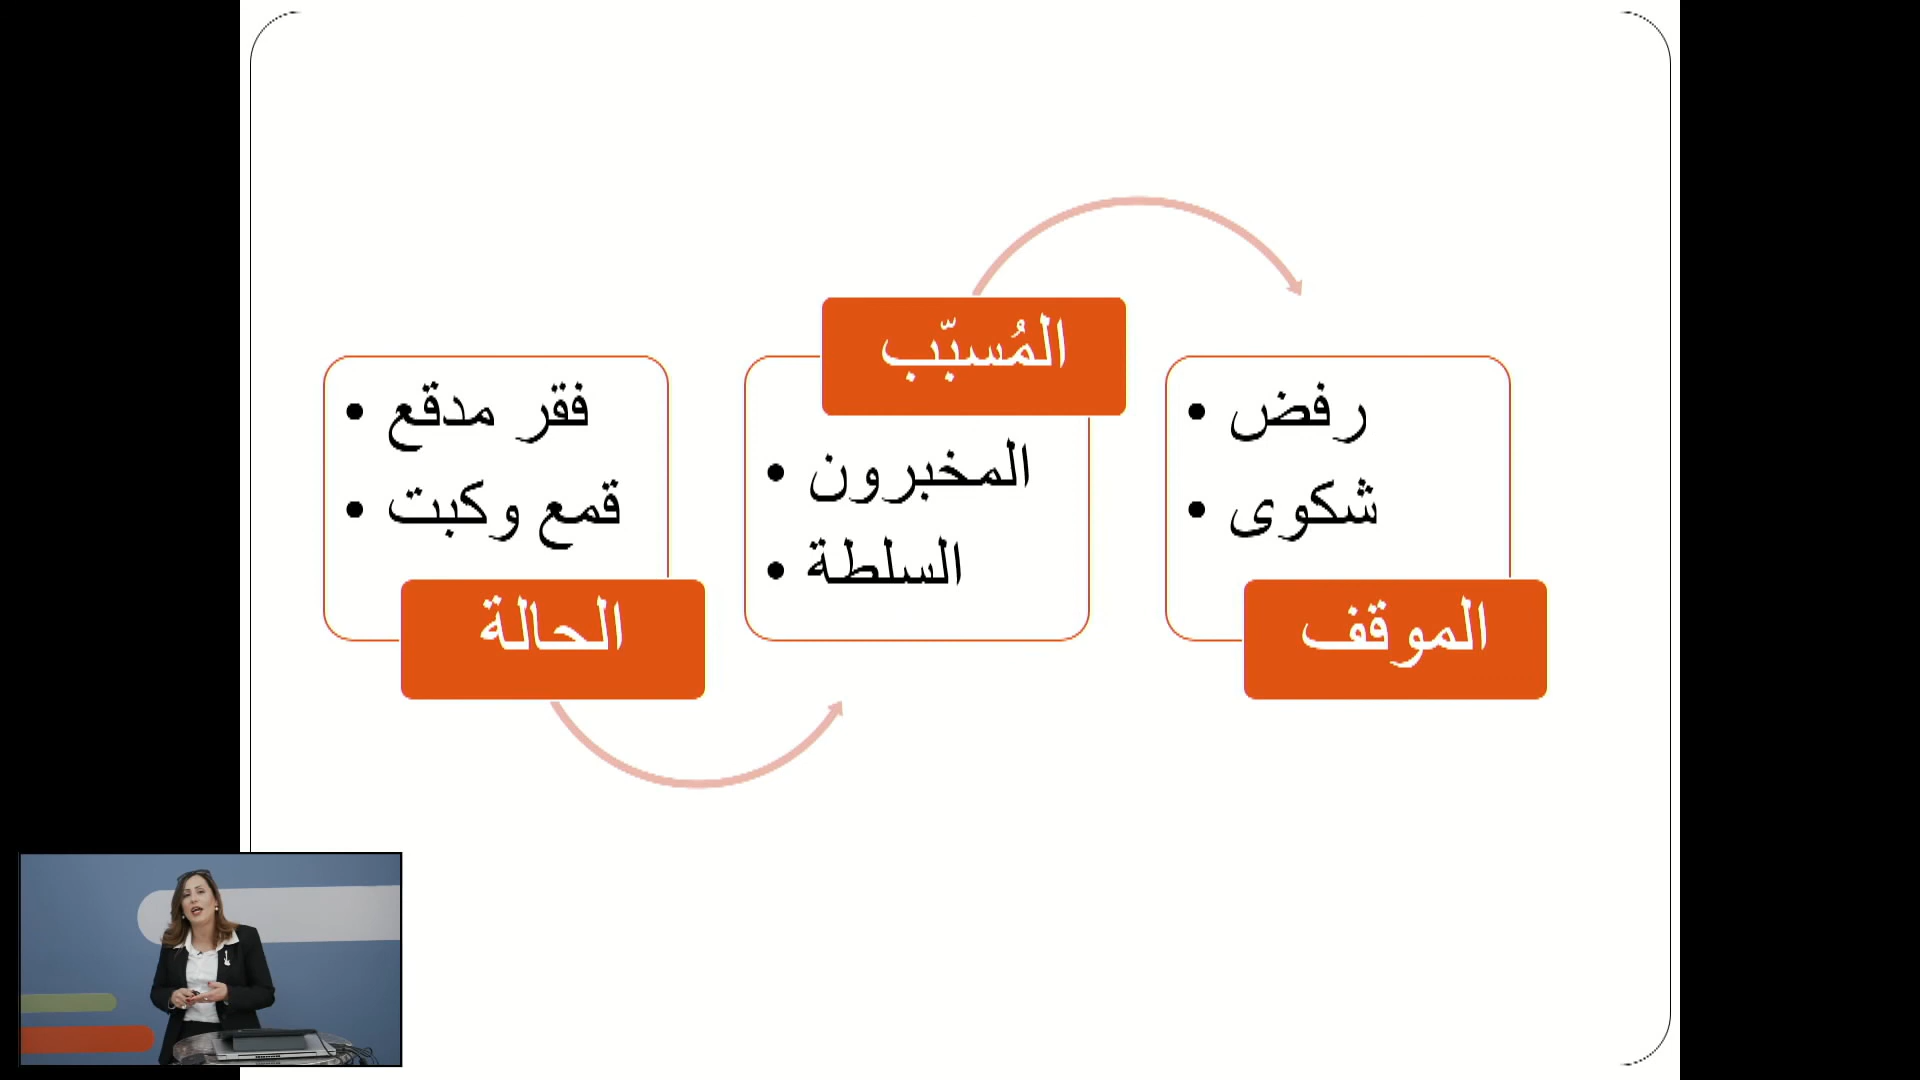 • فقر مدقع
• قمع وكبت
الحالة
المُسبّب
• المخبرون
• السلطة
• رفض
• شكوى
الموقف